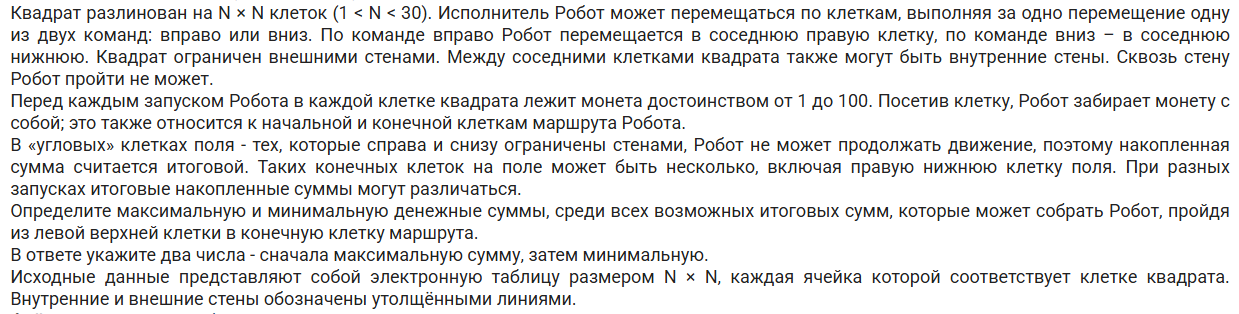 Квадрат разлинован на N × N клеток (1 < N < 30). Исполнитель Робот может перемещаться по клеткам, выполняя за одно перемещение одну
из двух команд: вправо или вниз. По команде вправо Робот перемещается в соседнюю правую клетку, по команде вниз – в соседнюю
нижнюю. Квадрат ограничен внешними стенами. Между соседними клетками квадрата также могут быть внутренние стены. Сквозь стену
Робот пройти не может.
Перед каждым запуском Робота в каждой клетке квадрата лежит монета достоинством от 1 до 100. Посетив клетку, Робот забирает монету с
собой; это также относится к начальной и конечной клеткам маршрута Робота.
В «угловых» клетках поля - тех, которые справа и снизу ограничены стенами, Робот не может продолжать движение, поэтому накопленная
сумма считается итоговой. Таких конечных клеток на поле может быть несколько, включая правую нижнюю клетку поля. При разных
запусках итоговые накопленные суммы могут различаться.
Определите максимальную и минимальную денежные суммы, среди всех возможных итоговых сумм, которые может собрать Робот, пройдя
из левой верхней клетки в конечную клетку маршрута.
В ответе укажите два числа - сначала максимальную сумму, затем минимальную.
Исходные данные представляют собой электронную таблицу размером N × N, каждая ячейка которой соответствует клетке квадрата.
Внутренние и внешние стены обозначены утолщёнными линиями.